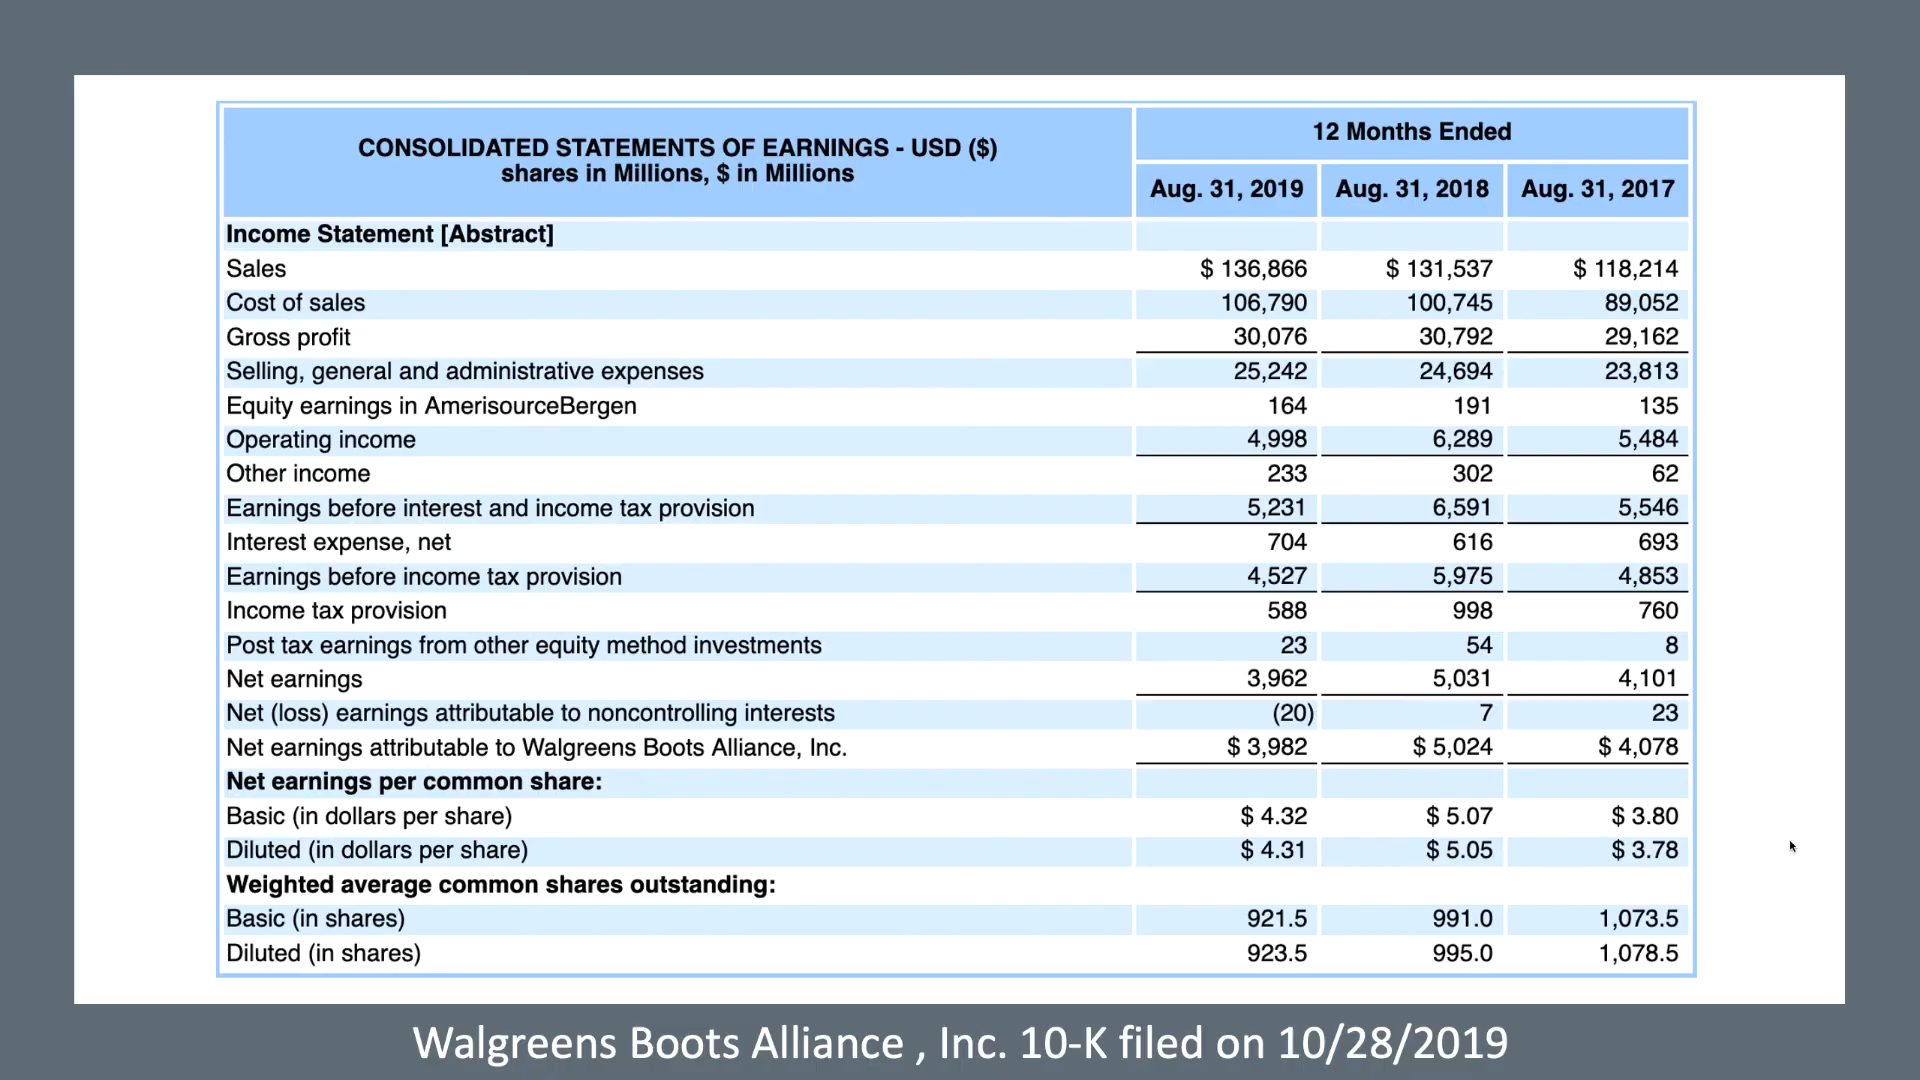 CONSOLIDATED STATEMENTS OF EARNINGS - USD ($)
shares in Millions, $ in Millions
12 Months Ended
Aug. 31, 2019 Aug. 31, 2018 Aug. 31, 2017
Income Statement [Abstract]
Sales $ 136,866 $ 131,537 $ 118,214
Cost of sales 106,790 100,745 89,052
Gross profit 30,076 30,792 29,162
Selling, general and administrative expenses 25,242 24,694 23,813
Equity earnings in AmerisourceBergen 164 191 135
Operating income 4,998 6,289 5,484
Other income 233 302 62
Earnings before interest and income tax provision 5,231 6,591 5,546
Interest expense, net 704 616 693
Earnings before income tax provision 4,527 5,975 4,853
Income tax provision 588 998 760
Post tax earnings from other equity method investments 23 54 8
Net earnings 3,962 5,031 4,101
Net (loss) earnings attributable to noncontrolling interests (20) 7 23
Net earnings attributable to Walgreens Boots Alliance, Inc. $ 3,982 $ 5,024 $ 4,078
Net earnings per common share:
Basic (in dollars per share) $ 4.32 $ 5.07 $ 3.80
Diluted (in dollars per share) $ 4.31 $ 5.05 $ 3.78
Weighted average common shares outstanding:
Basic (in shares) 921.5 991.0 1,073.5
Diluted (in shares) 923.5 995.0 1,078.5
Walgreens Boots Alliance , Inc. 10-K filed on 10/28/2019